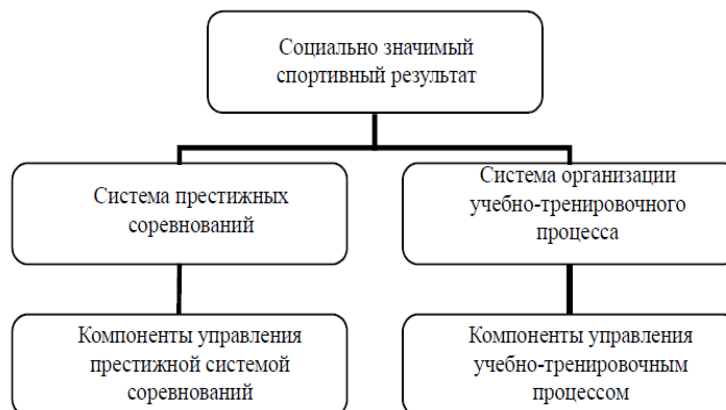 Социально значимый
спортивный результат
Система престижных
соревнований
Система организации
учебно-тренировочного
процесса
Компоненты управления
престижной системой
соревнований
Компоненты управления
учебно-тренировочным
процессом